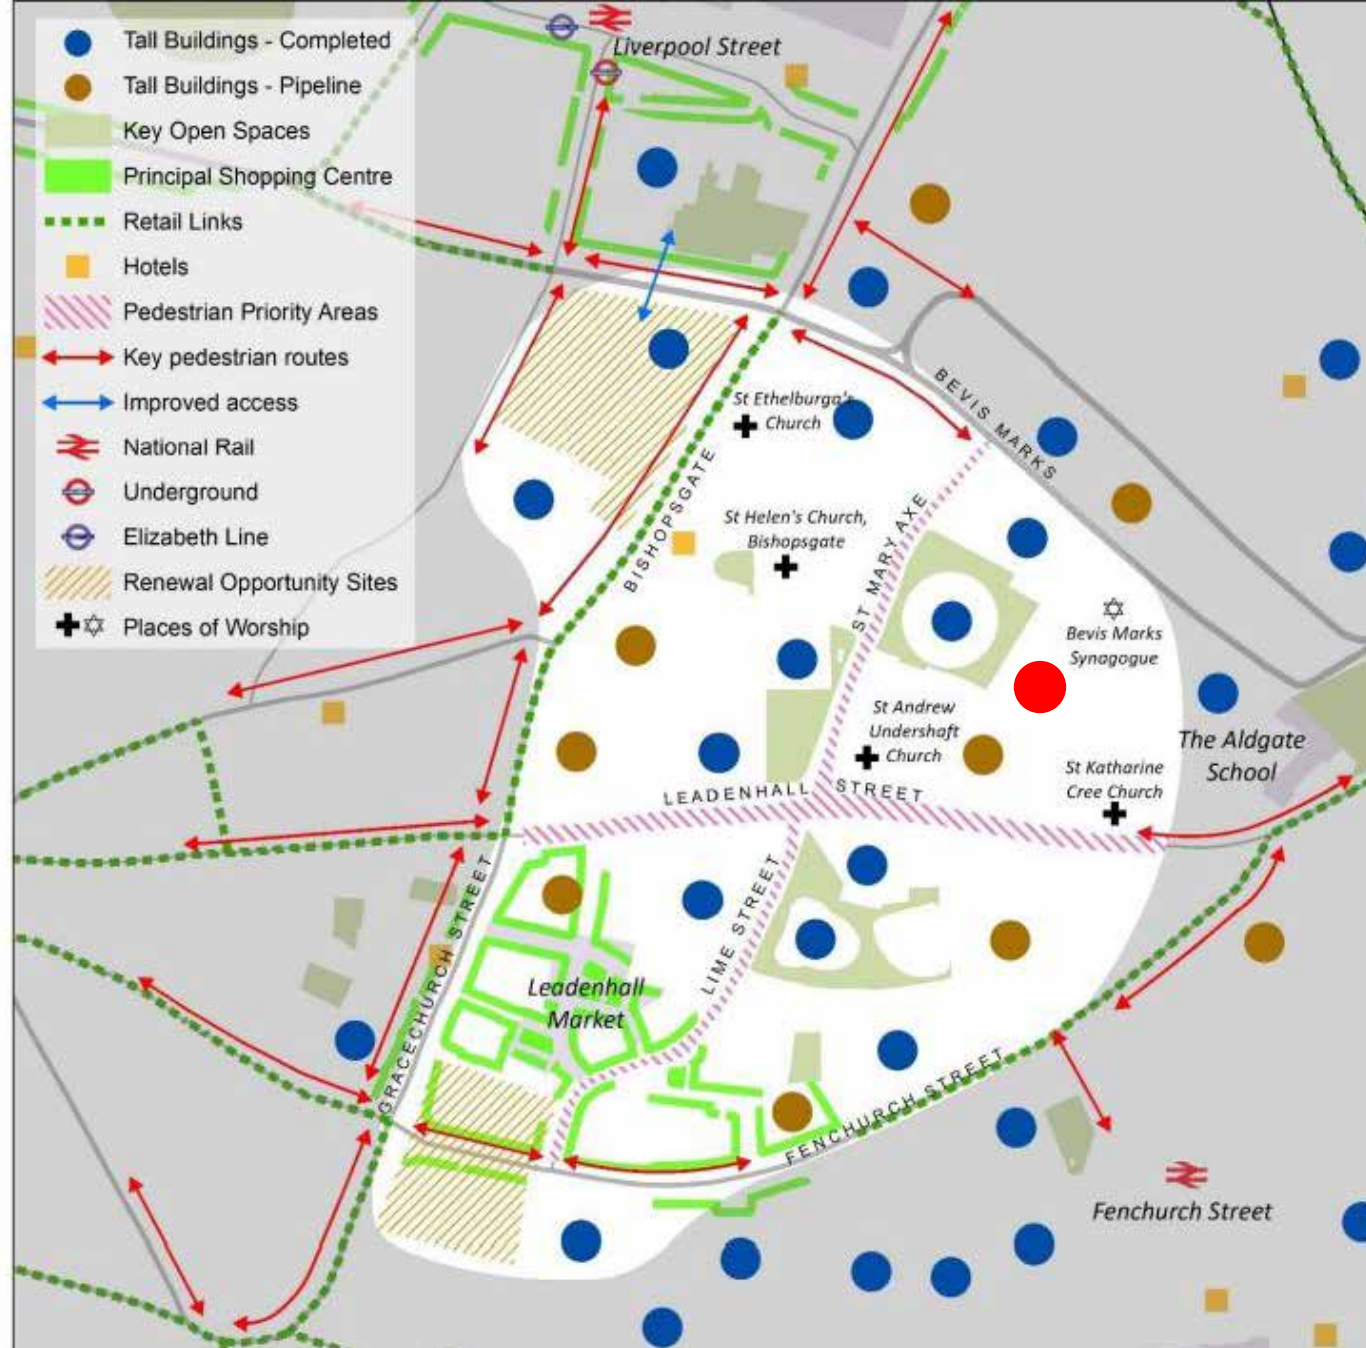 Tall Buildings - Completed
Tall Buildings - Pipeline
Key Open Spaces
Principal Shopping Centre
Retail Links
Hotels
Pedestrian Priority Areas
Key pedestrian routes
Improved access
National Rail
Underground
Elizabeth Line
Renewal Opportunity Sites
Places of Worship
Liverpool Street
BEVIS MARKS
St Ethelburga's
Church
BISHOPSGATE
St Helen's Church,
Bishopsgate
ST MARY AXE
Bevis Marks
Synagogue
St Andrew
Undershaft
Church
The Aldgate
School
St Katharine
Cree Church
LEADENHALL STREET
GRACECHURCH STREET
LIME STREET
Leadenhall
Market
FENCHURCH STREET
Fenchurch Street